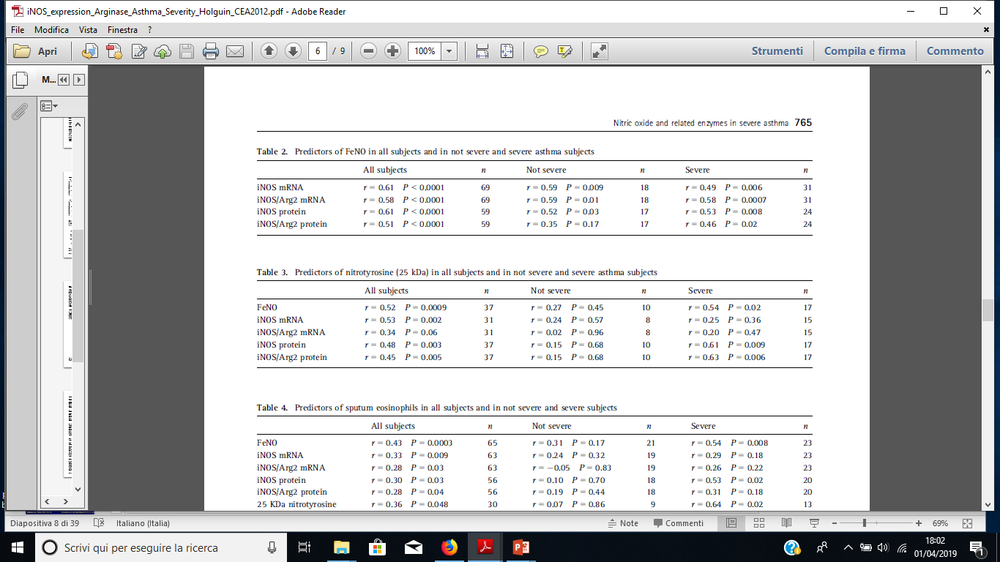 iNOS_expression_Arginase_Asthma_Severity_Holguin_CEA2012.pdf - Adobe Reader
File Modifica Vista Finestra ?
Apri 6 / 9 100% Strumenti Compila e firma Commento
M...
Nitric oxide and related enzymes in severe asthma 765
Table 2. Predictors of FeNO in all subjects and in not severe and severe asthma subjects
All subjects n Not severe n Severe n
iNOS mRNA r = 0.61 P < 0.0001 69 r = 0.59 P = 0.009 18 r = 0.49 P = 0.006 31
iNOS/Arg2 mRNA r = 0.58 P < 0.0001 69 r = 0.59 P = 0.01 18 r = 0.58 P = 0.0007 31
iNOS protein r = 0.61 P < 0.0001 59 r = 0.52 P = 0.03 17 r = 0.53 P = 0.008 24
iNOS/Arg2 protein r = 0.51 P < 0.0001 59 r = 0.35 P = 0.17 17 r = 0.46 P = 0.02 24
Table 3. Predictors of nitrotyrosine (25 kDa) in all subjects and in not severe and severe asthma subjects
All subjects n Not severe n Severe n
FeNO r = 0.52 P = 0.0009 37 r = 0.27 P = 0.45 10 r = 0.54 P = 0.02 17
iNOS mRNA r = 0.53 P = 0.002 31 r = 0.24 P = 0.57 8 r = 0.25 P = 0.36 15
iNOS/Arg2 mRNA r = 0.34 P = 0.06 31 r = 0.02 P = 0.96 8 r = 0.20 P = 0.47 15
iNOS protein r = 0.48 P = 0.003 37 r = 0.15 P = 0.68 10 r = 0.61 P = 0.009 17
iNOS/Arg2 protein r = 0.45 P = 0.005 37 r = 0.15 P = 0.68 10 r = 0.63 P = 0.006 17
Table 4. Predictors of sputum eosinophils in all subjects and in not severe and severe subjects
All subjects n Not severe n Severe n
FeNO r = 0.43 P = 0.0003 65 r = 0.31 P = 0.17 21 r = 0.54 P = 0.008 23
iNOS mRNA r = 0.33 P = 0.009 63 r = 0.24 P = 0.32 19 r = 0.29 P = 0.18 23
iNOS/Arg2 mRNA r = 0.28 P = 0.03 63 r = −0.05 P = 0.83 19 r = 0.26 P = 0.22 23
iNOS protein r = 0.30 P = 0.03 56 r = 0.10 P = 0.70 18 r = 0.53 P = 0.02 20
iNOS/Arg2 protein r = 0.28 P = 0.04 56 r = 0.19 P = 0.44 18 r = 0.31 P = 0.18 20
25 KDa nitrotyrosine r = 0.36 P = 0.048 30 r = 0.07 P = 0.86 9 r = 0.64 P = 0.02 13
Diapositiva 8 di 39 Italiano (Italia) Note Commenti 69%
Scrivi qui per eseguire la ricerca 18:02
01/04/2019 1